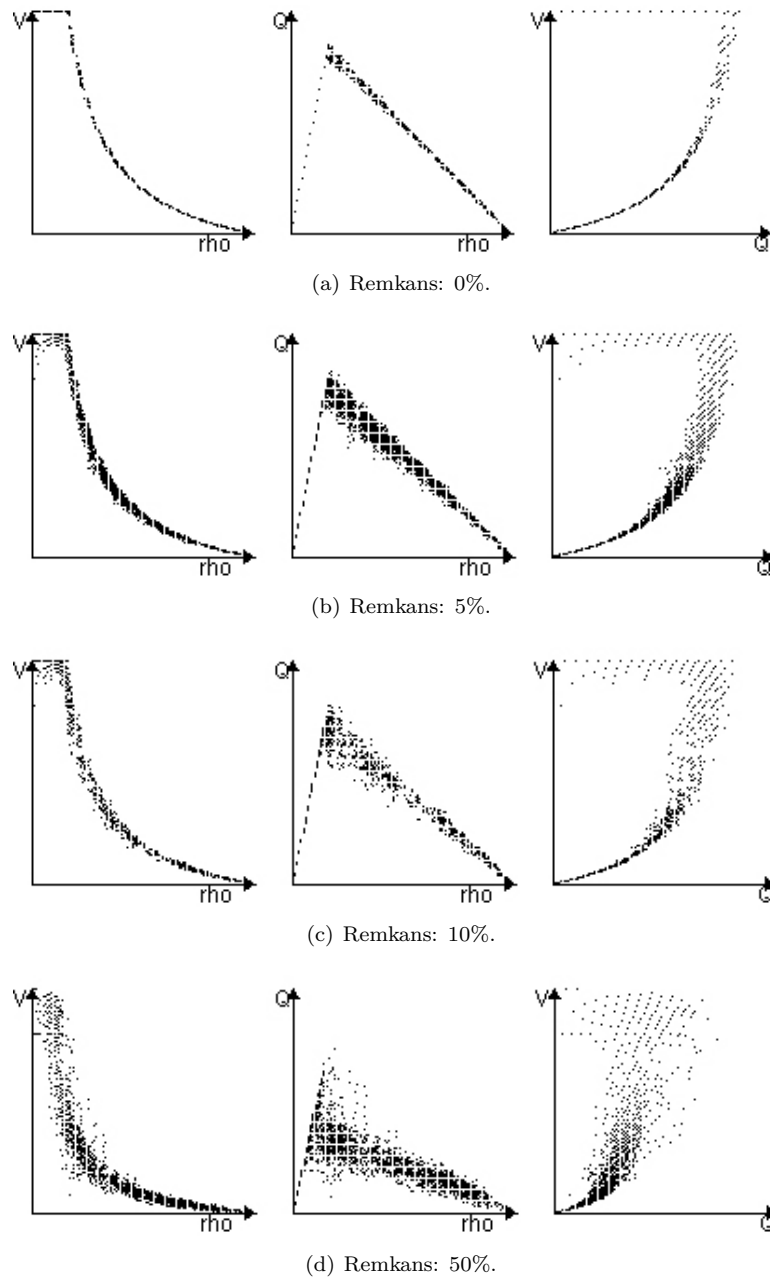 V Q V
rho rho Q
(a) Remkans: 0%.
V Q V
rho rho Q
(b) Remkans: 5%.
V Q V
rho rho Q
(c) Remkans: 10%.
V Q V
rho rho Q
(d) Remkans: 50%.